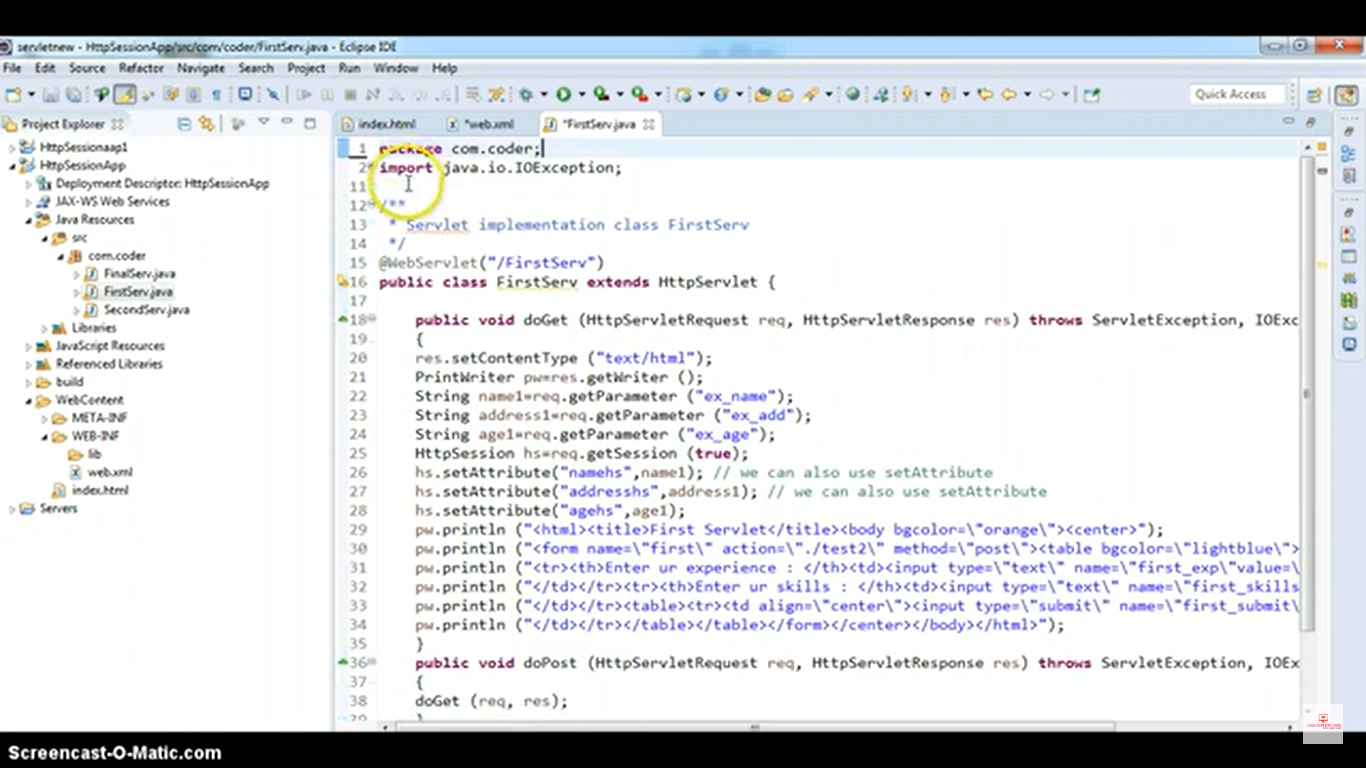 servletnew - HttpSessionApp/src/com/coder/FirstServ.java - Eclipse IDE
File Edit Source Refactor Navigate Search Project Run Window Help
Quick Access
Project Explorer
HttpSessionaap1
HttpSessionApp
Deployment Descriptor: HttpSessionApp
JAX-WS Web Services
Java Resources
src
com.coder
FinalServ.java
FirstServ.java
SecondServ.java
Libraries
JavaScript Resources
Referenced Libraries
build
WebContent
META-INF
WEB-INF
lib
web.xml
index.html
Servers
index.html *web.xml *FirstServ.java
1 package com.coder;
2 import java.io.IOException;
11
12 /**
13 * Servlet implementation class FirstServ
14 */
15 @WebServlet("/FirstServ")
16 public class FirstServ extends HttpServlet {
17
18 public void doGet (HttpServletRequest req, HttpServletResponse res) throws ServletException, IOExc
19 {
20 res.setContentType ("text/html");
21 PrintWriter pw=res.getWriter ();
22 String name1=req.getParameter ("ex_name");
23 String address1=req.getParameter ("ex_add");
24 String age1=req.getParameter ("ex_age");
25 HttpSession hs=req.getSession (true);
26 hs.setAttribute("namehs",name1); // we can also use setAttribute
27 hs.setAttribute("addresshs",address1); // we can also use setAttribute
28 hs.setAttribute("agehs",age1);
29 pw.println ("<html><title>First Servlet</title><body bgcolor=\"orange\"><center>");
30 pw.println ("<form name=\"first\" action=\"./test2\" method=\"post\"><table bgcolor=\"lightblue\">
31 pw.println ("<tr><th>Enter ur experience : </th><td><input type=\"text\" name=\"first_exp\"value=\
32 pw.println ("</td></tr><tr><th>Enter ur skills : </th><td><input type=\"text\" name=\"first_skills
33 pw.println ("</td></tr><table><tr><td align=\"center\"><input type=\"submit\" name=\"first_submit\
34 pw.println ("</td></tr></table></table></form></center></body></html>");
35 }
36 public void doPost (HttpServletRequest req, HttpServletResponse res) throws ServletException, IOEx
37 {
38 doGet (req, res);
39 }
Screencast-O-Matic.com